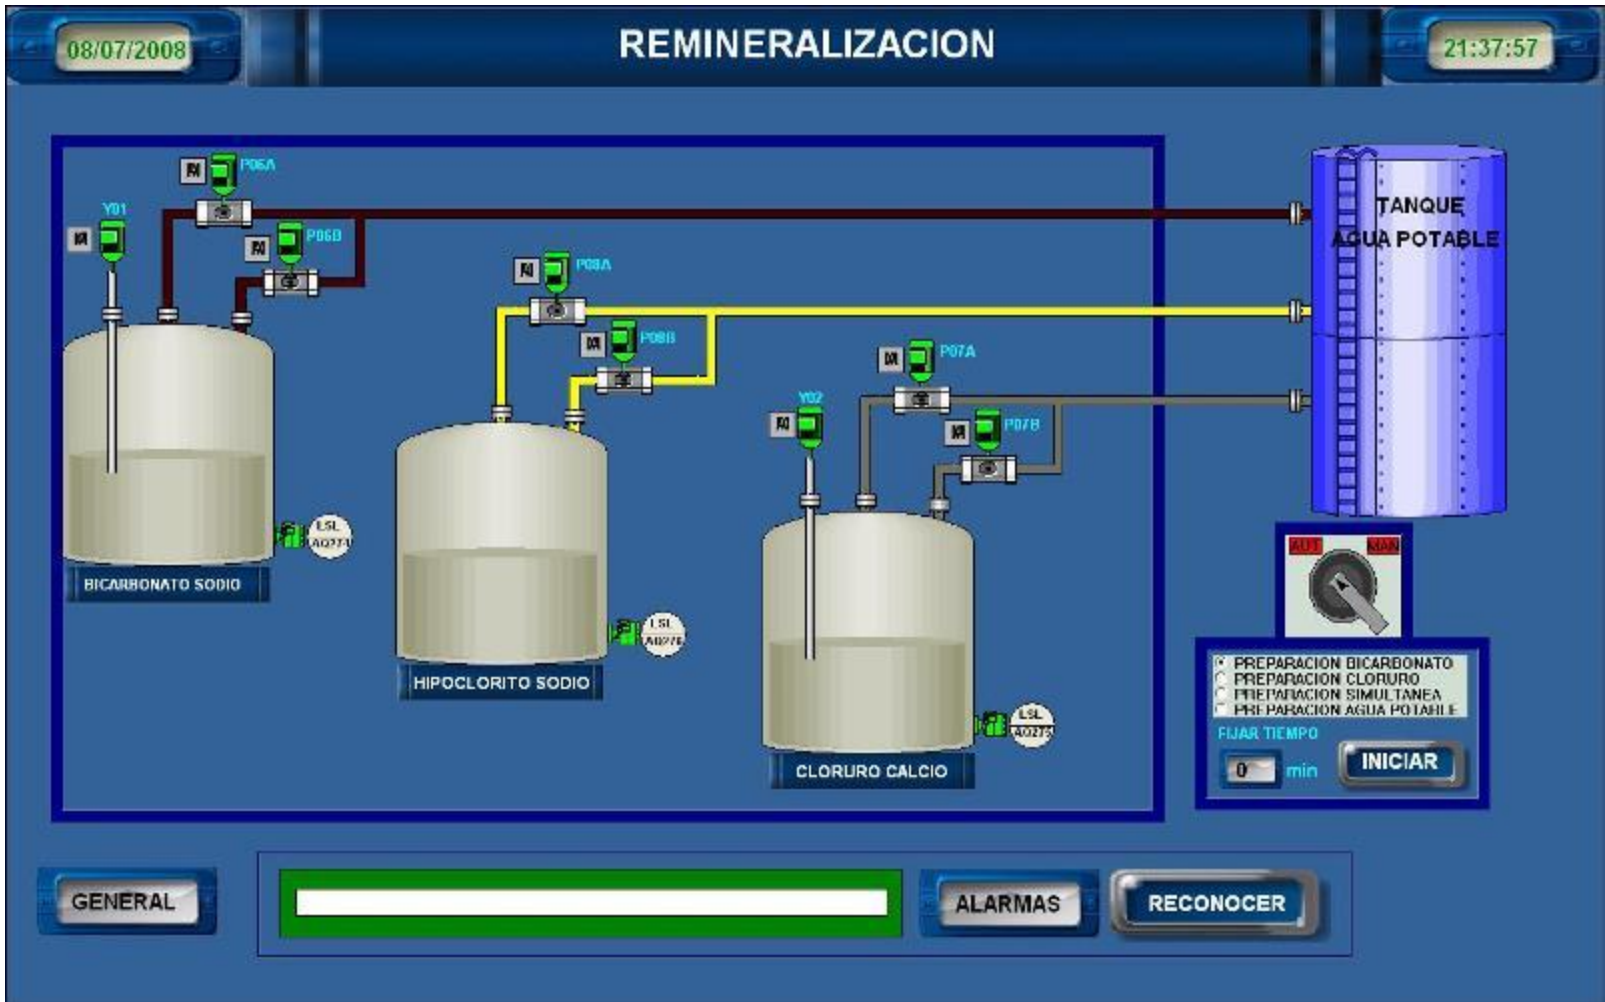 08/07/2008
REMINERALIZACION
21:37:57
P06A
Y01
P06B
TANQUE
AGUA POTABLE
P08A
P08B
P07A
Y02
P07B
LSL
BICARBONATO SODIO
AUT MAN
LSL
HIPOCLORITO SODIO
PREPARACION BICARBONATO
PREPARACION CLORURO
PREPARACION SIMULTANEA
PREPARACION AGUA POTABLE
LSL
FIJAR TIEMPO
0 min
INICIAR
CLORURO CALCIO
GENERAL
ALARMAS
RECONOCER